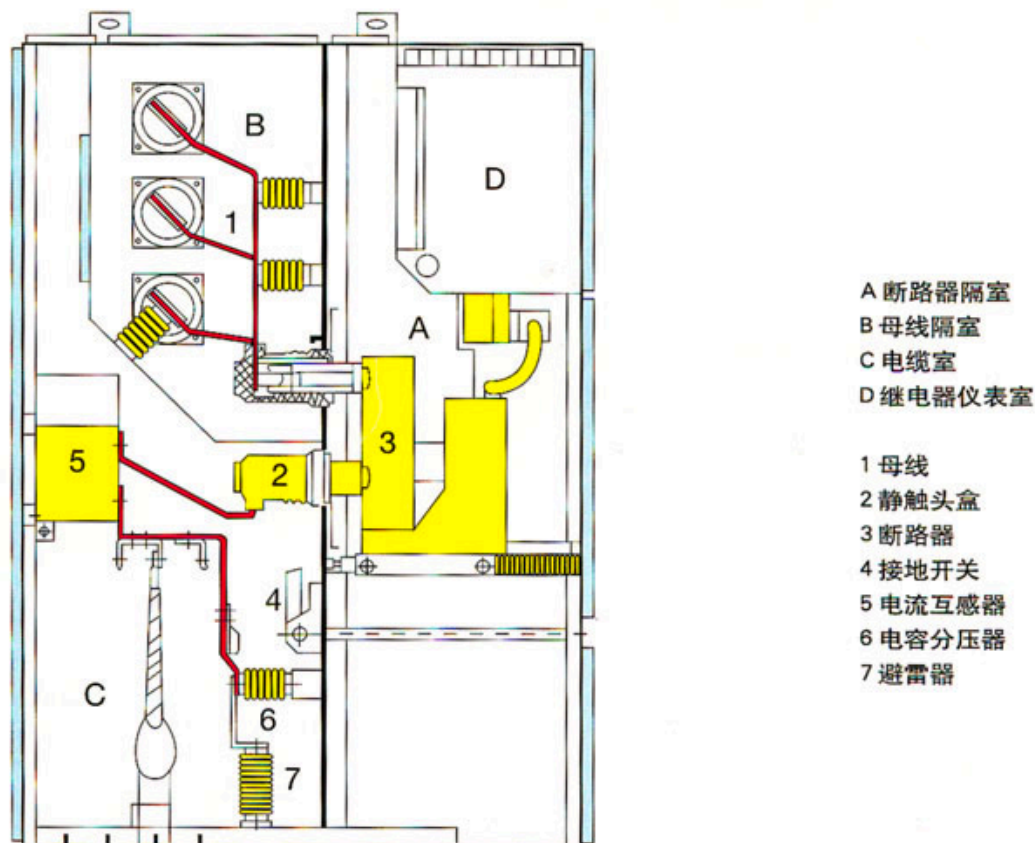 B
D
1
A
5
2
3
4
C
6
7
A 断路器隔室
B 母线隔室
C 电缆室
D 继电器仪表室
1 母线
2 静触头盒
3 断路器
4 接地开关
5 电流互感器
6 电容分压器
7 避雷器